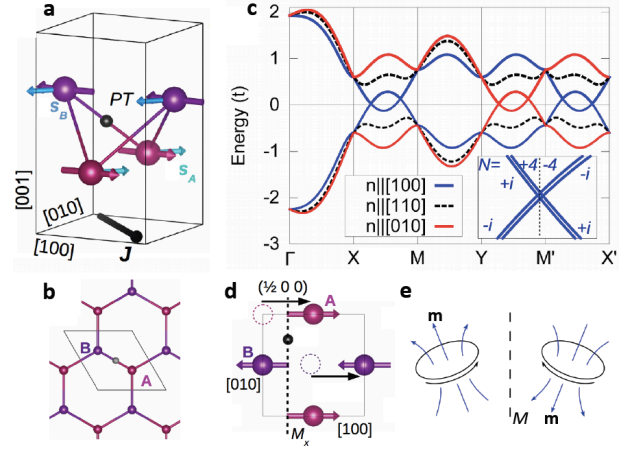 a
PT
S_B
S_A
[001]
[010]
[100]
J
b
B
A
c
Energy (t)
2
1
0
-1
-2
-3
n||[100]
n||[110]
n||[010]
N= +4 -4
+i -i
-i +i
Γ X M Y M' X'
d
(½ 0 0)
A
B
[010]
[100]
M_x
e
m
M
m